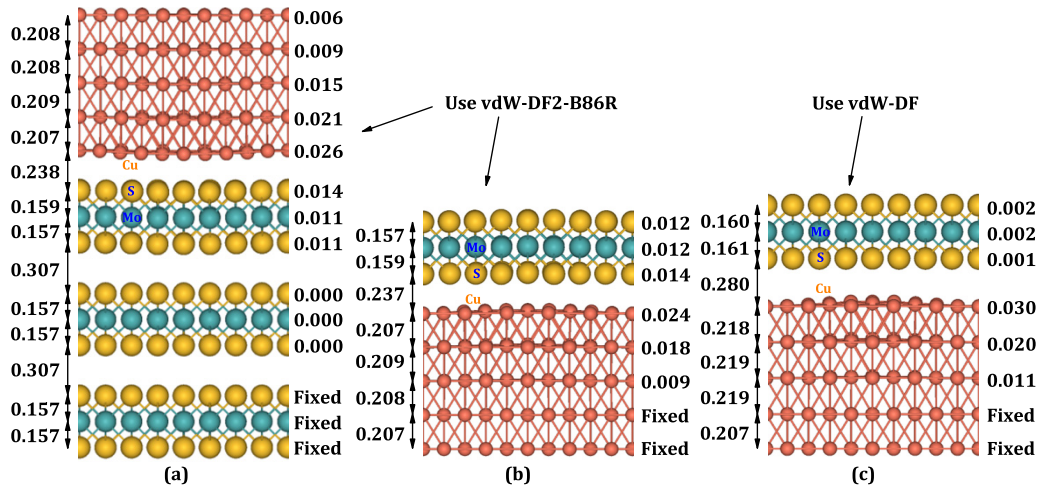 0.006
0.208
0.009
0.208
0.015
0.209
0.021
0.207
0.026
Cu
0.238
S
0.014
0.159
Mo
0.011
0.157
0.011
0.307
0.000
0.157
0.000
0.157
0.000
0.307
Fixed
0.157
Fixed
0.157
Fixed
(a)
Use vdW-DF2-B86R
0.012
0.157
Mo
0.012
0.159
S
0.014
0.237
Cu
0.024
0.207
0.018
0.209
0.009
0.208
Fixed
0.207
Fixed
(b)
Use vdW-DF
0.002
0.160
Mo
0.002
0.161
S
0.001
0.280
Cu
0.030
0.218
0.020
0.219
0.011
0.219
Fixed
0.207
Fixed
(c)